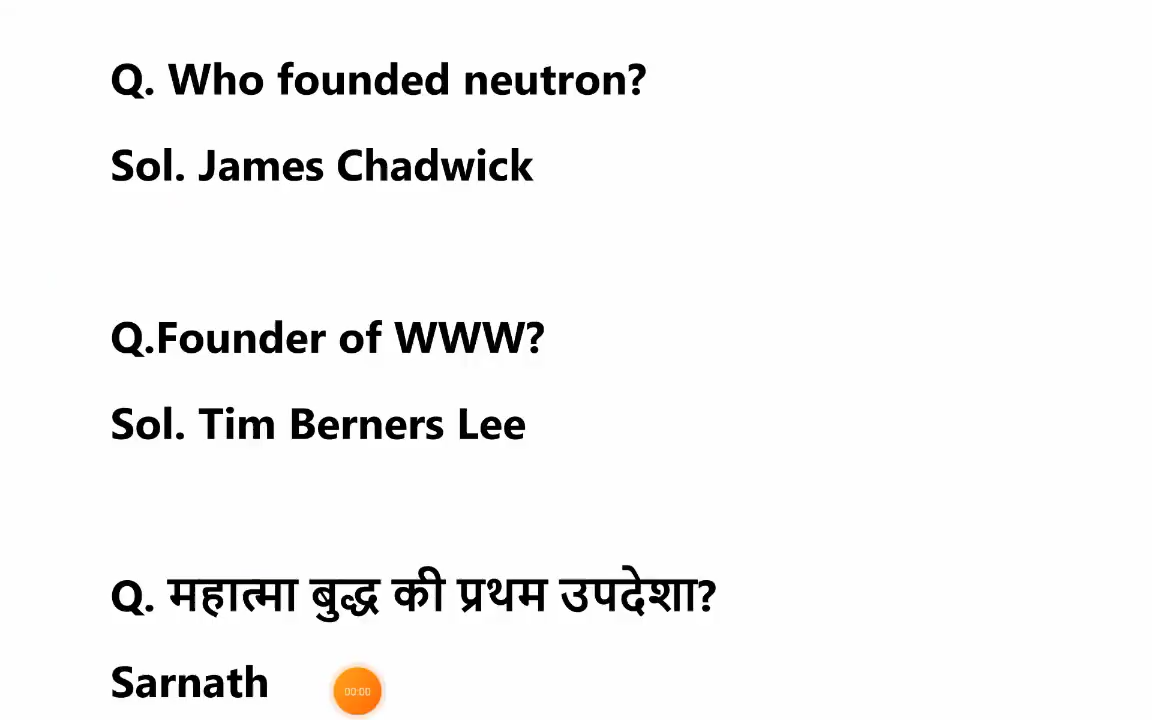 Q. Who founded neutron?
Sol. James Chadwick
Q.Founder of WWW?
Sol. Tim Berners Lee
Q. महात्मा बुद्ध की प्रथम उपदेशा?
Sarnath
00:00